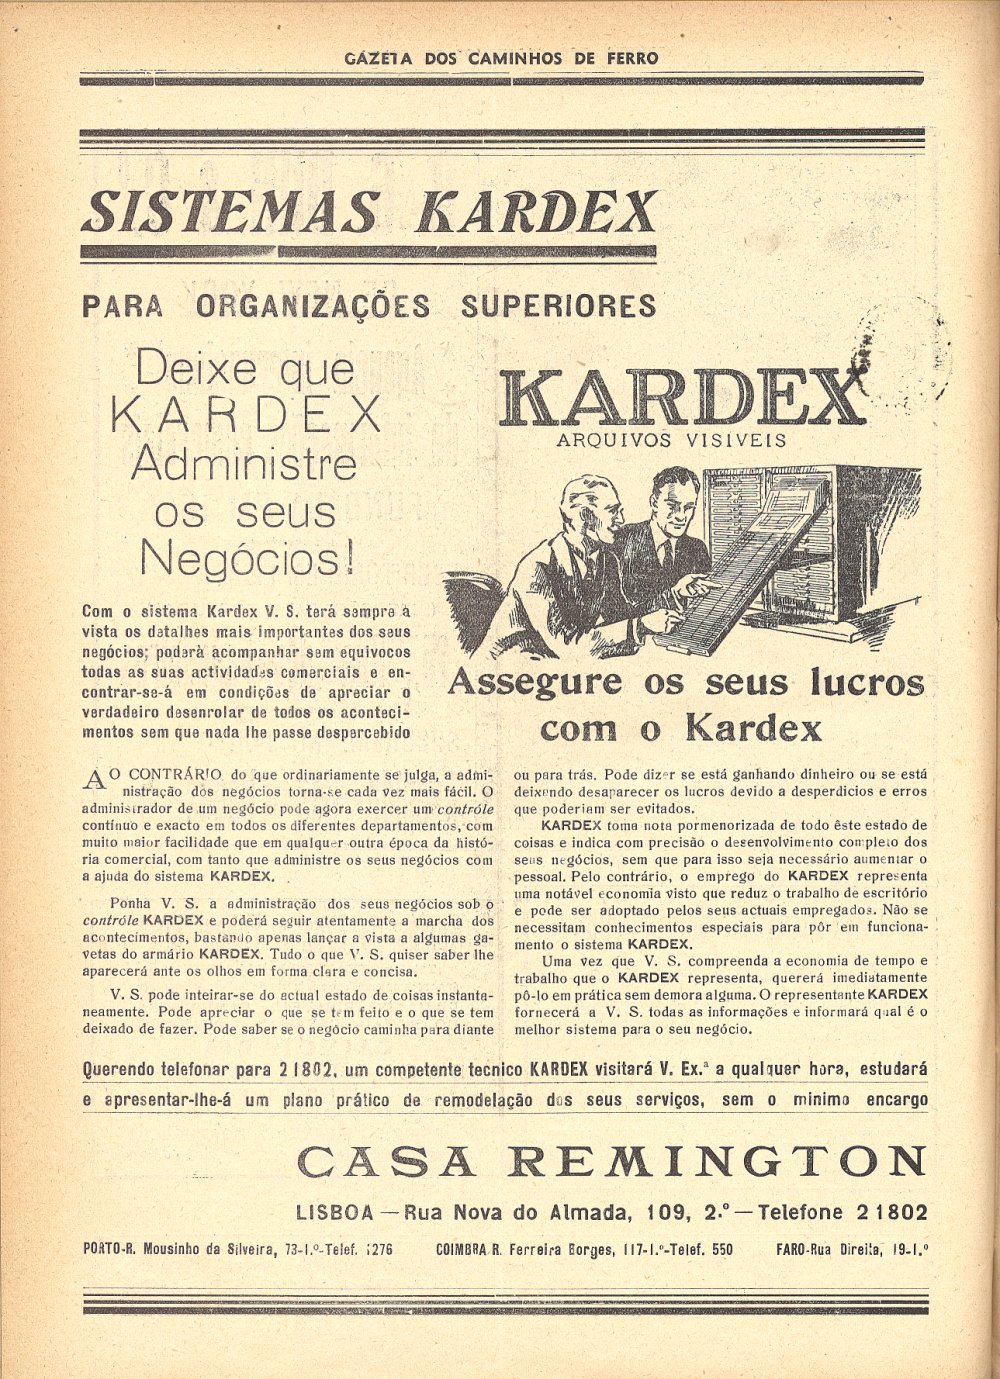 GAZETA DOS CAMINHOS DE FERRO
SISTEMAS KARDEX
PARA ORGANIZAÇÕES SUPERIORES
Deixe que
KARDEX
Administre
os seus
Negócios!
Com o sistema Kardex V. S. terá sempre à
vista os detalhes mais importantes dos seus
negócios; poderà acompanhar sem equivocos
todas as suas actividades comerciais e en-
contrar-se-á em condições de apreciar o
verdadeiro desenrolar de todos os aconteci-
mentos sem que nada lhe passe despercebido
KARDEX
ARQUIVOS VISIVEIS
Assegure os seus lucros
com o Kardex
AO CONTRÁRIO do que ordinariamente se julga, a admi-
nistração dos negócios torna-se cada vez mais fácil. O
administrador de um negócio pode agora exercer um contróle
contínuo e exacto em todos os diferentes departamentos, com
muito maior facilidade que em qualquer outra época da histó-
ria comercial, com tanto que administre os seus negócios com
a ajuda do sistema KARDEX.
Ponha V. S. a administração dos seus negócios sob o
contróle KARDEX e poderá seguir atentamente a marcha dos
acontecimentos, bastando apenas lançar a vista a algumas ga-
vetas do armário KARDEX. Tudo o que V. S. quiser saber lhe
aparecerá ante os olhos em forma clara e concisa.
V. S. pode inteirar-se do actual estado de coisas instanta-
neamente. Pode apreciar o que se tem feito e o que se tem
deixado de fazer. Pode saber se o negócio caminha para diante
ou para trás. Pode dizer se está ganhando dinheiro ou se está
deixando desaparecer os lucros devido a desperdicios e erros
que poderiam ser evitados.
KARDEX toma nota pormenorizada de todo êste estado de
coisas e indica com precisão o desenvolvimento completo dos
seus negócios, sem que para isso seja necessário aumentar o
pessoal. Pelo contrário, o emprego do KARDEX representa
uma notável economia visto que reduz o trabalho de escritório
e pode ser adoptado pelos seus actuais empregados. Não se
necessitam conhecimentos especiais para pôr em funciona-
mento o sistema KARDEX.
Uma vez que V. S. compreenda a economia de tempo e
trabalho que o KARDEX representa, quererá imediatamente
pô-lo em prática sem demora alguma. O representante KARDEX
fornecerá a V. S. todas as informações e informará qual é o
melhor sistema para o seu negócio.
Querendo telefonar para 21802, um competente tecnico KARDEX visitará V. Ex.ª a qualquer hora, estudará
e apresentar-lhe-á um plano prático de remodelação dos seus serviços, sem o minimo encargo
CASA REMINGTON
LISBOA — Rua Nova do Almada, 109, 2.º — Telefone 21802
PORTO-R. Mousinho da Silveira, 73-1.º-Telef. 1276 COIMBRA R. Ferreira Borges, 117-1.º-Telef. 550 FARO-Rua Direita, 19-1.º